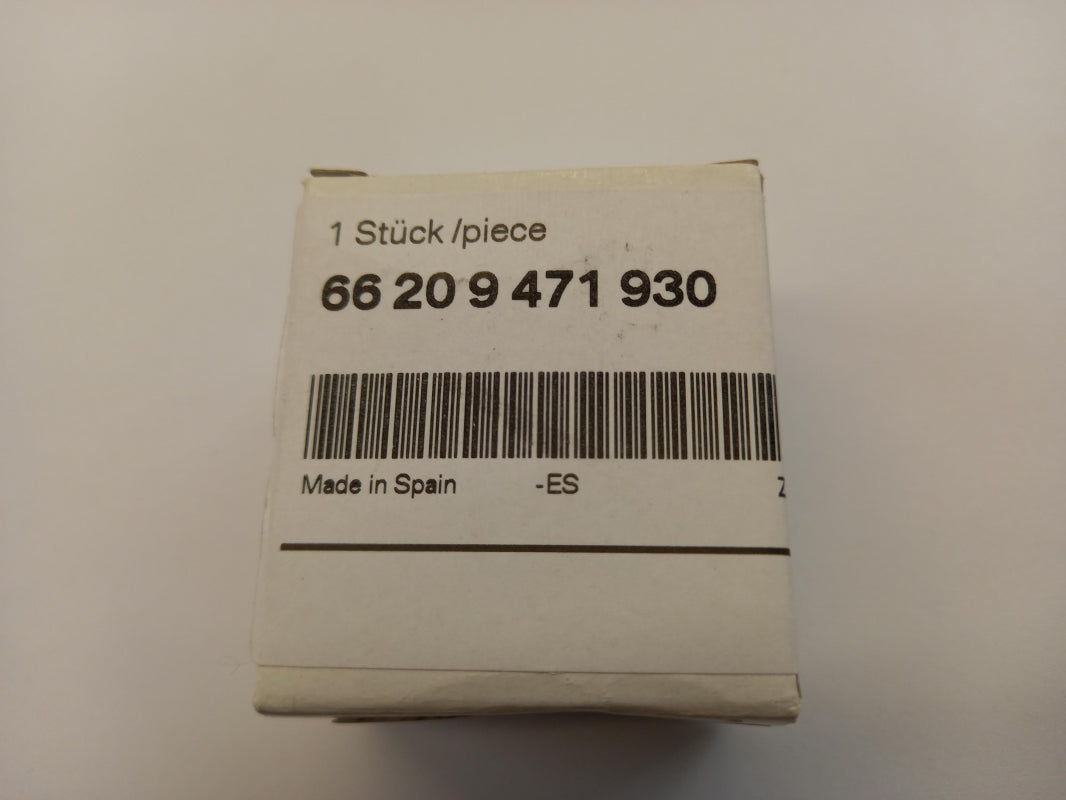 1 Stück /piece
66 20 9 471 930
Made in Spain -ES